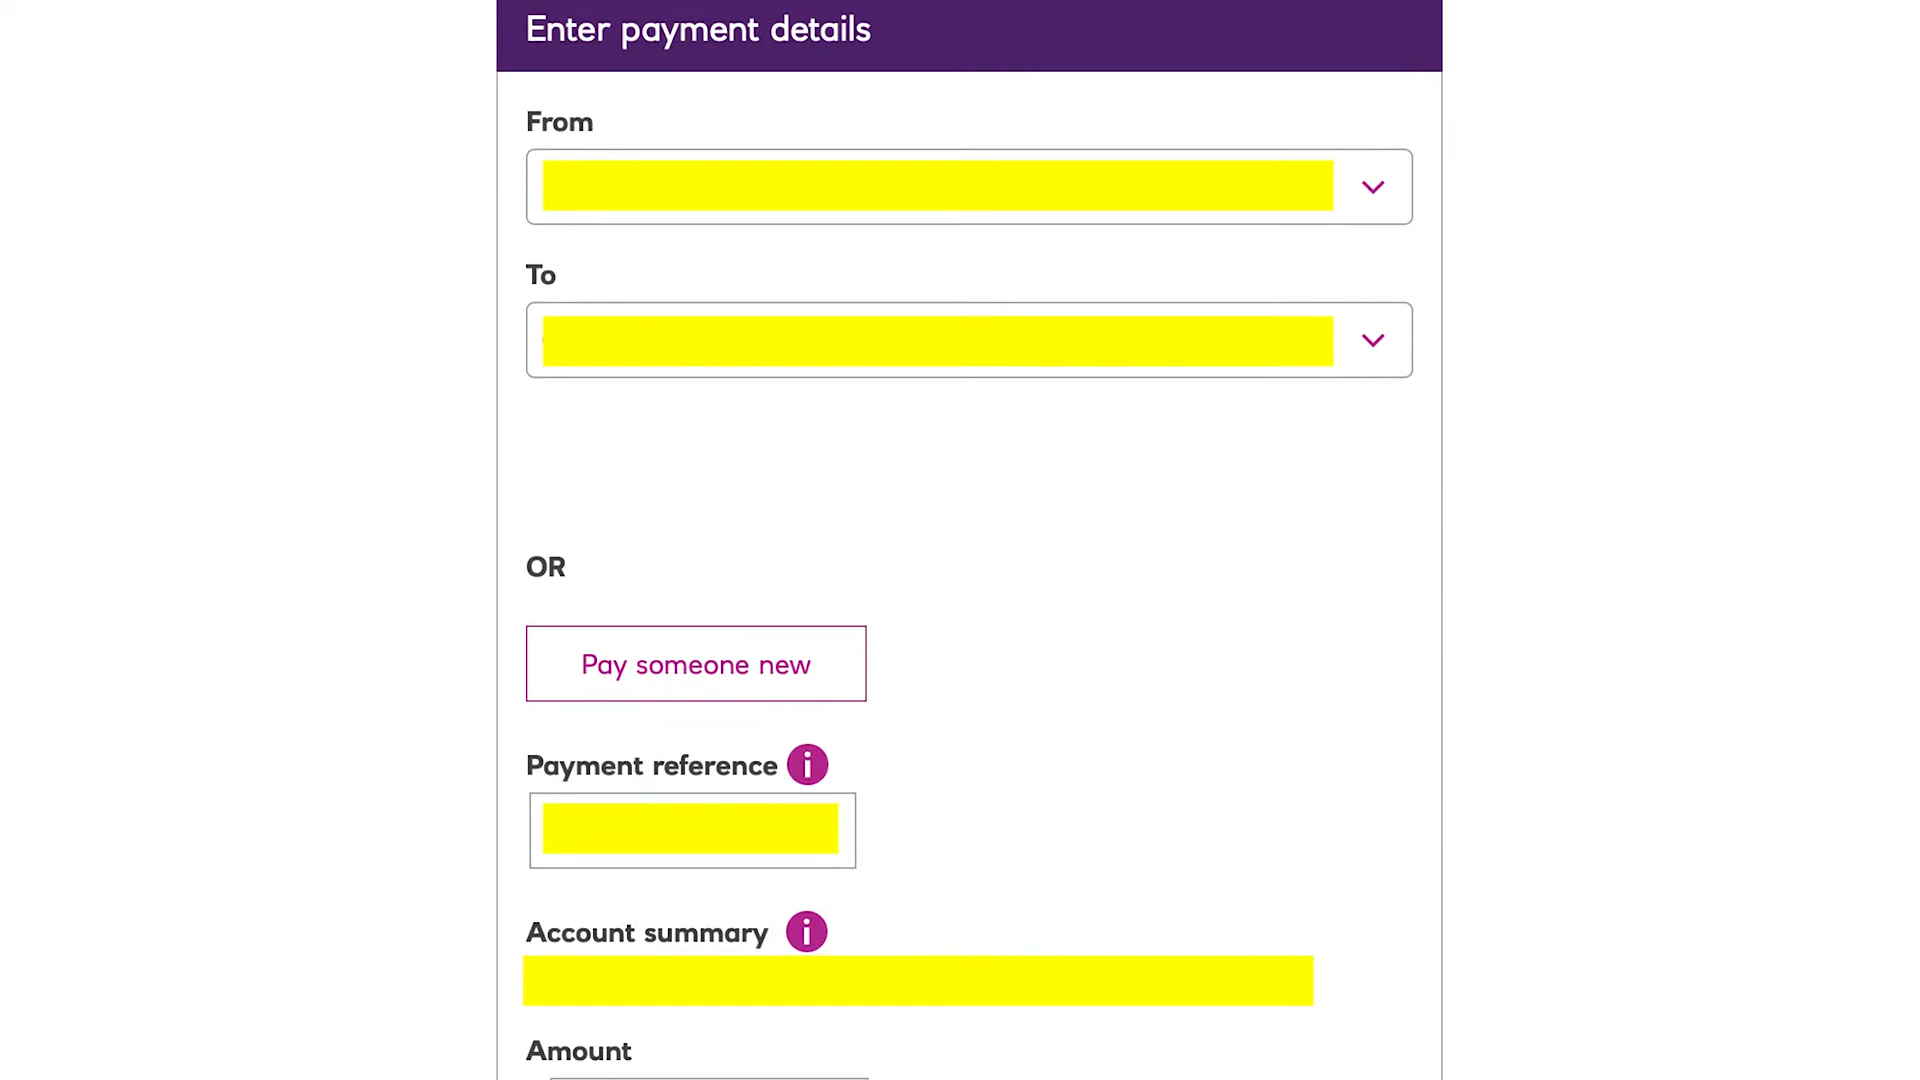 Enter payment details
From
To
OR
Pay someone new
Payment reference i
Account summary i
Amount